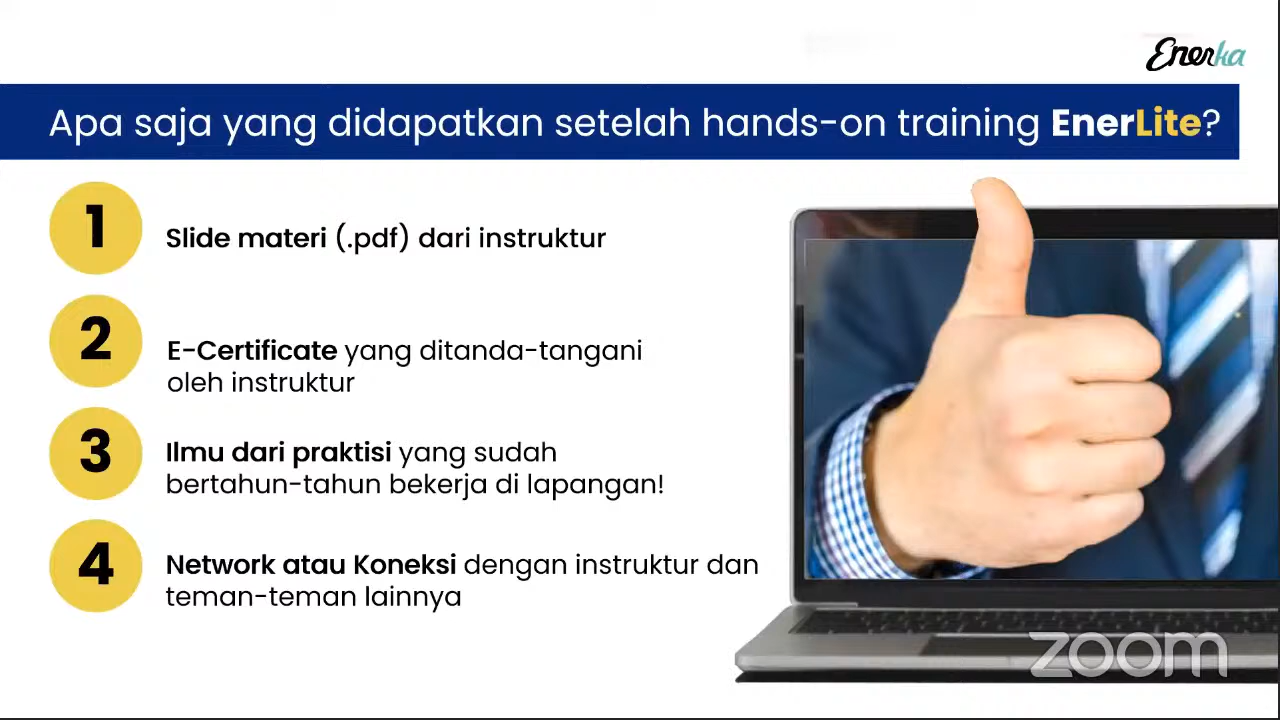 Enerka
Apa saja yang didapatkan setelah hands-on training EnerLite?
1
Slide materi (.pdf) dari instruktur
2
E-Certificate yang ditanda-tangani
oleh instruktur
3
Ilmu dari praktisi yang sudah
bertahun-tahun bekerja di lapangan!
4
Network atau Koneksi dengan instruktur dan
teman-teman lainnya
zoom